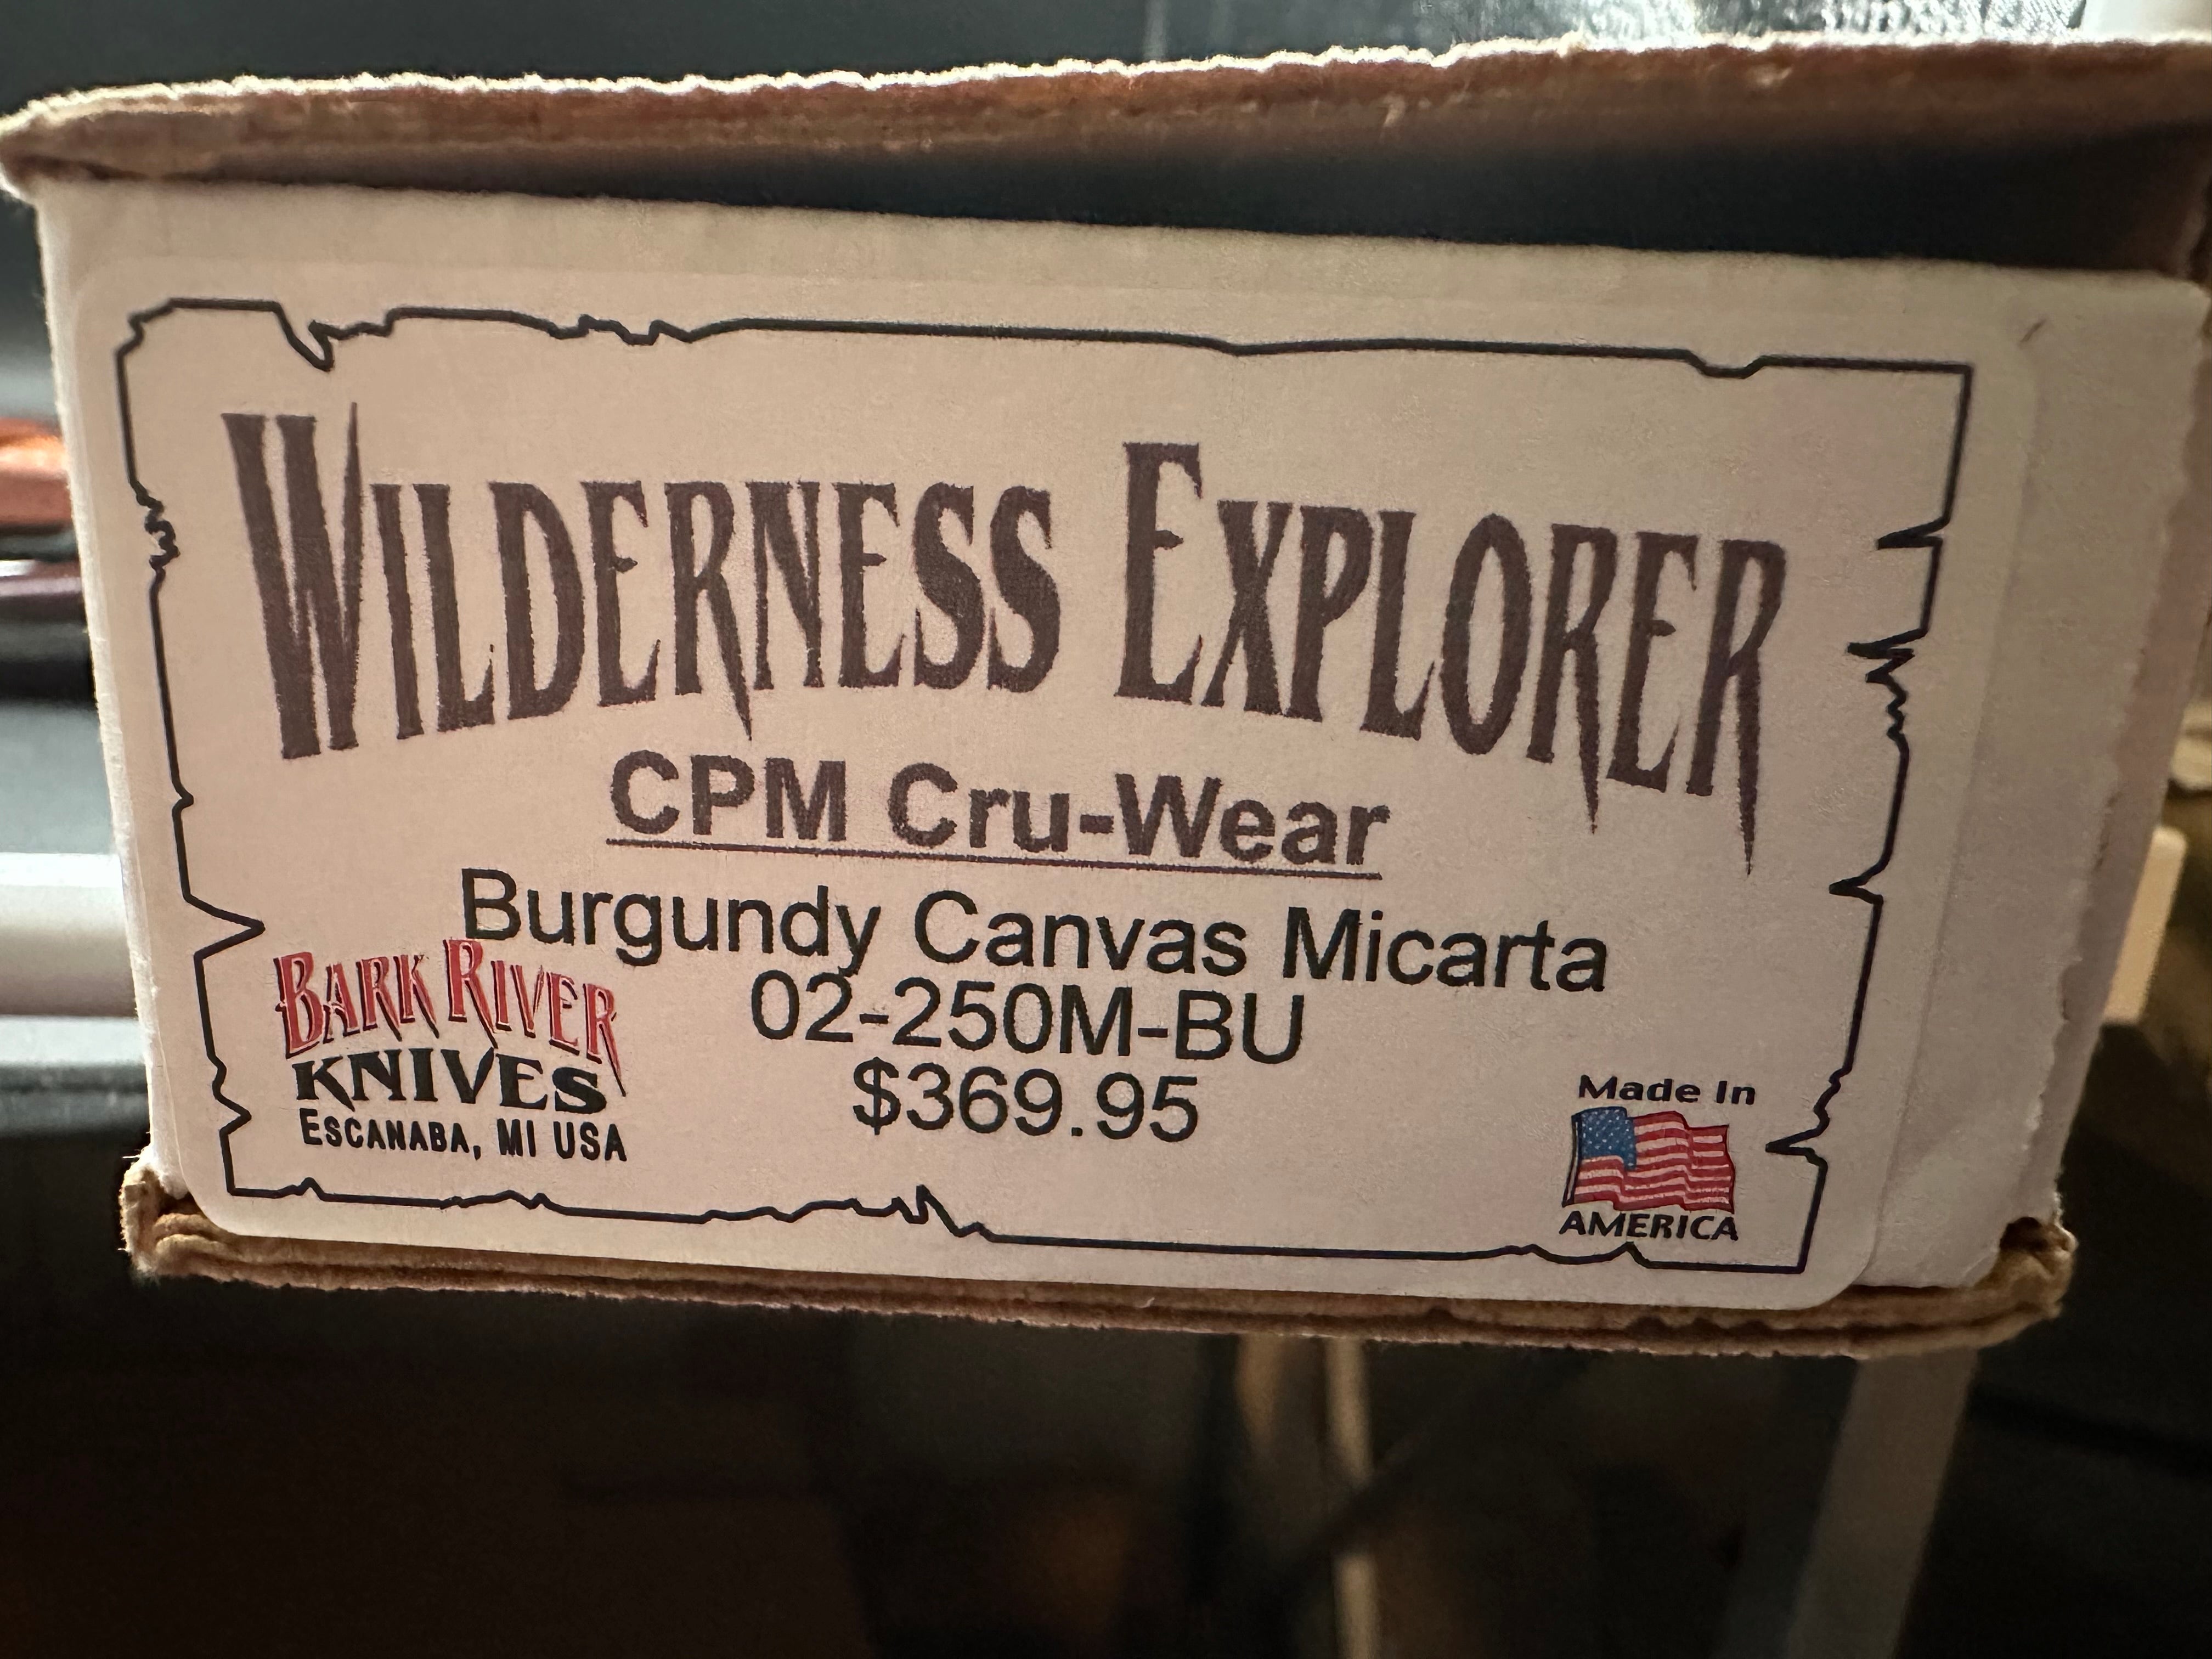 WILDERNESS EXPLORER
CPM Cru-Wear
Burgundy Canvas Micarta
02-250M-BU
$369.95
BARK RIVER
KNIVES
ESCANABA, MI USA
Made In
AMERICA